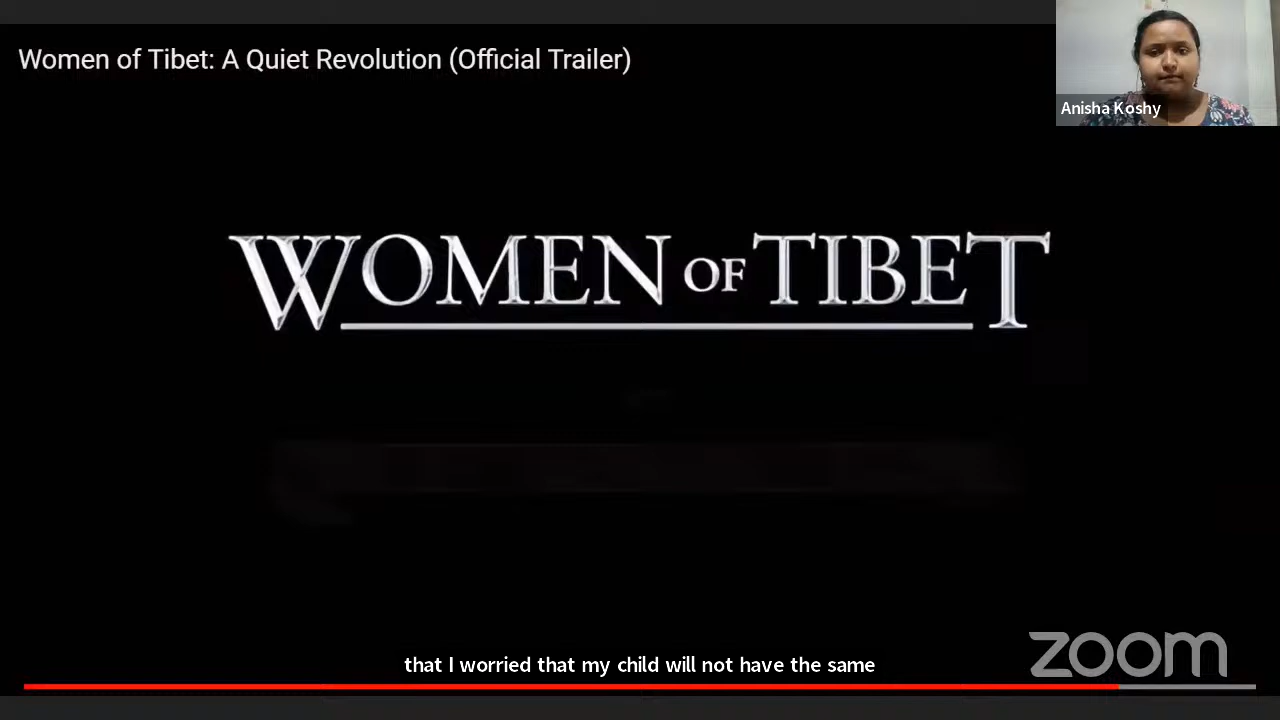 Women of Tibet: A Quiet Revolution (Official Trailer)
Anisha Koshy
WOMEN OF TIBET
that I worried that my child will not have the same
zoom